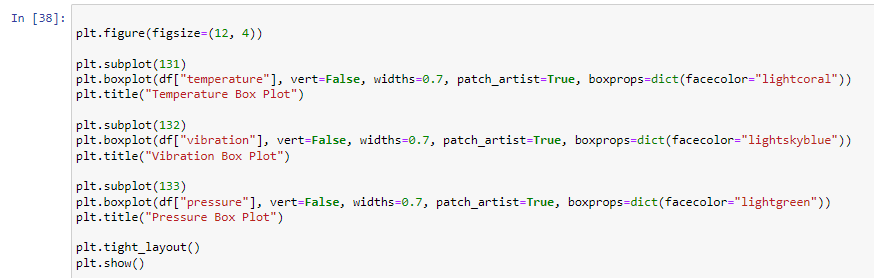 In [38]:
plt.figure(figsize=(12, 4))
plt.subplot(131)
plt.boxplot(df["temperature"], vert=False, widths=0.7, patch_artist=True, boxprops=dict(facecolor="lightcoral"))
plt.title("Temperature Box Plot")
plt.subplot(132)
plt.boxplot(df["vibration"], vert=False, widths=0.7, patch_artist=True, boxprops=dict(facecolor="lightskyblue"))
plt.title("Vibration Box Plot")
plt.subplot(133)
plt.boxplot(df["pressure"], vert=False, widths=0.7, patch_artist=True, boxprops=dict(facecolor="lightgreen"))
plt.title("Pressure Box Plot")
plt.tight_layout()
plt.show()